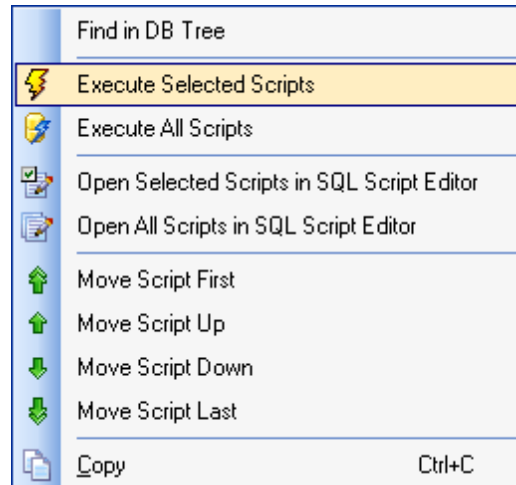 Find in DB Tree
Execute Selected Scripts
Execute All Scripts
Open Selected Scripts in SQL Script Editor
Open All Scripts in SQL Script Editor
Move Script First
Move Script Up
Move Script Down
Move Script Last
Copy Ctrl+C